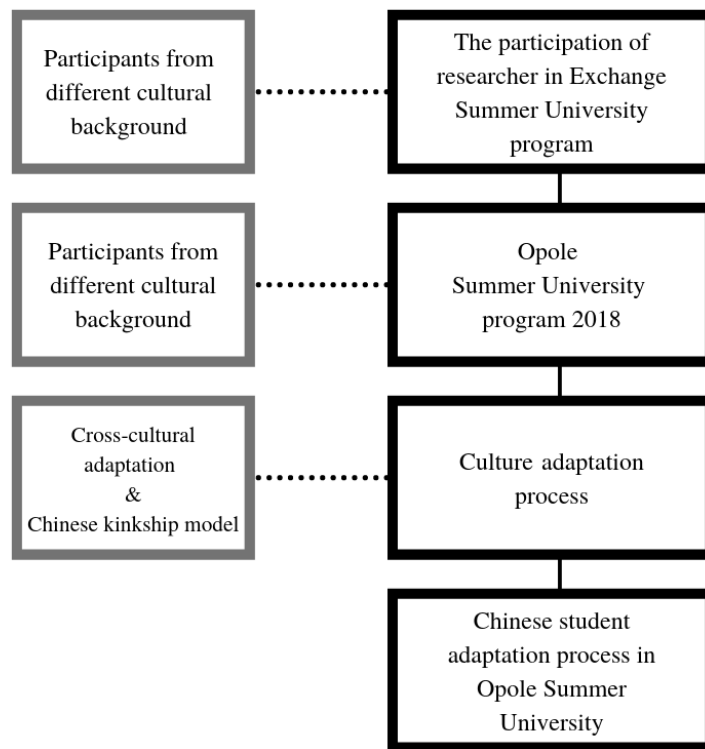 Participants from
different cultural
background
The participation of
researcher in Exchange
Summer University
program
Participants from
different cultural
background
Opole
Summer University
program 2018
Cross-cultural
adaptation
&
Chinese kinkship model
Culture adaptation
process
Chinese student
adaptation process in
Opole Summer
University